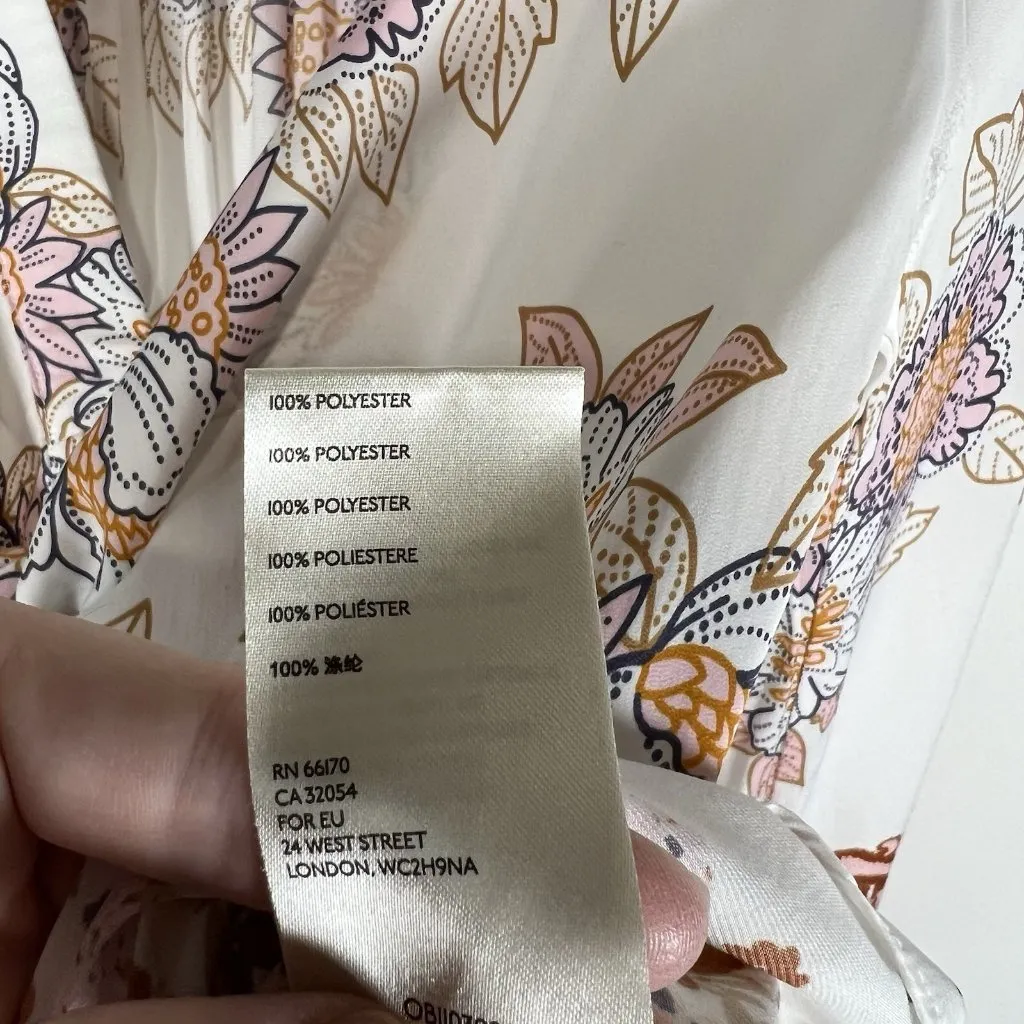 100% POLYESTER
100% POLYESTER
100% POLYESTER
100% POLIESTERE
100% POLIÉSTER
100% 涤纶
RN 66170
CA 32054
FOR EU
24 WEST STREET
LONDON, WC2H9NA